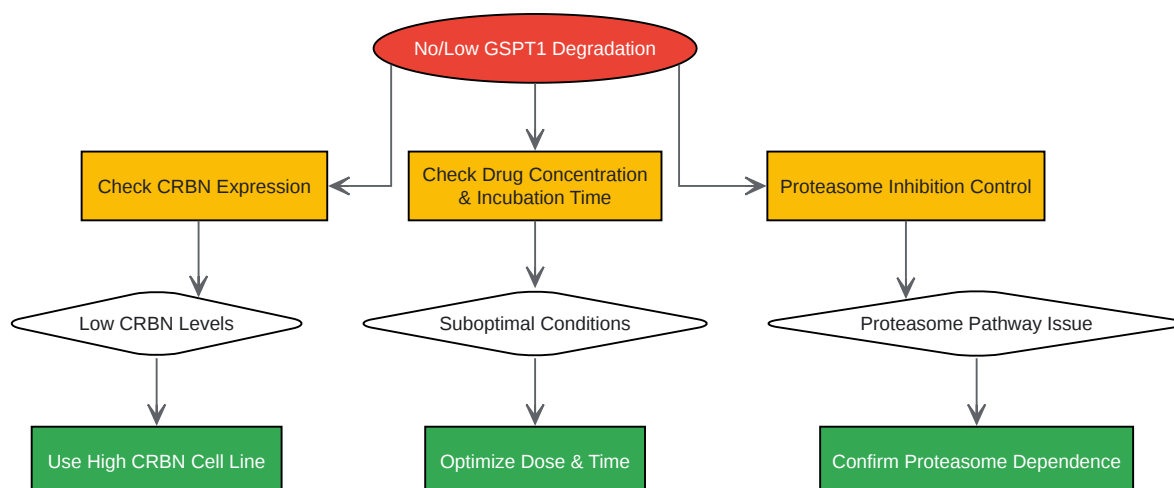 No/Low GSPT1 Degradation
Check CRBN Expression
Check Drug Concentration
& Incubation Time
Proteasome Inhibition Control
Low CRBN Levels
Suboptimal Conditions
Proteasome Pathway Issue
Use High CRBN Cell Line
Optimize Dose & Time
Confirm Proteasome Dependence